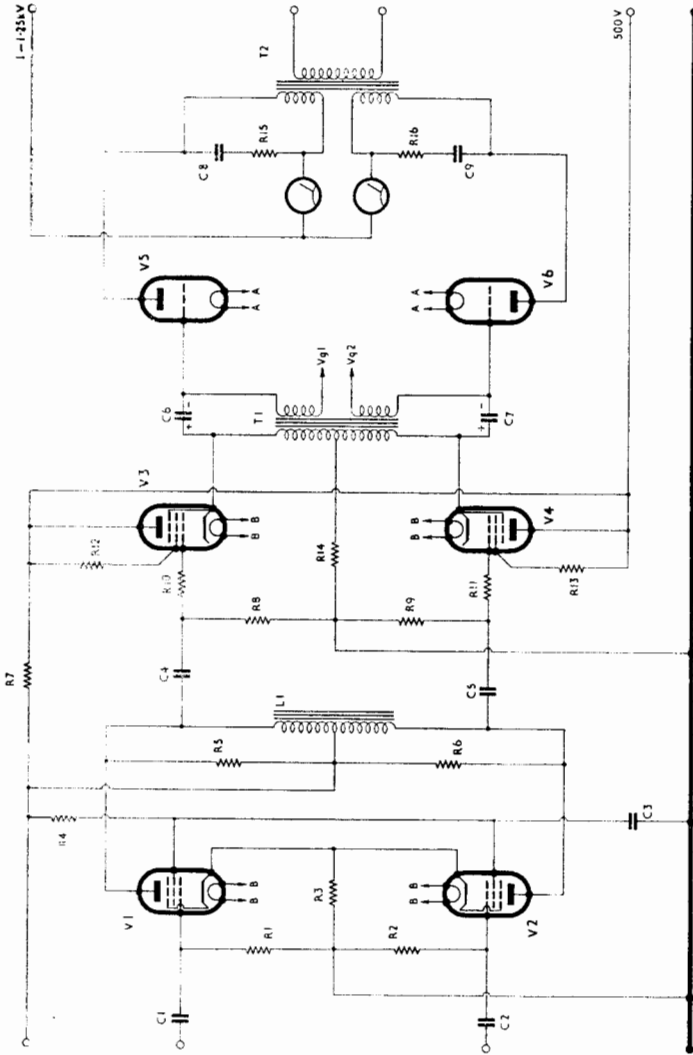 1–1·25kV
R7
R4
R12
V1
V3
V5
C1
C4
R10
C6
C8
R5
B
B
B
B
A
A
R1
R8
T1
R15
T2
L1
R3
R14
Vg1
Vg2
R2
R9
R16
B
B
B
B
A
A
R6
R11
C5
C9
C2
C7
V2
V4
V6
R13
C3
500V